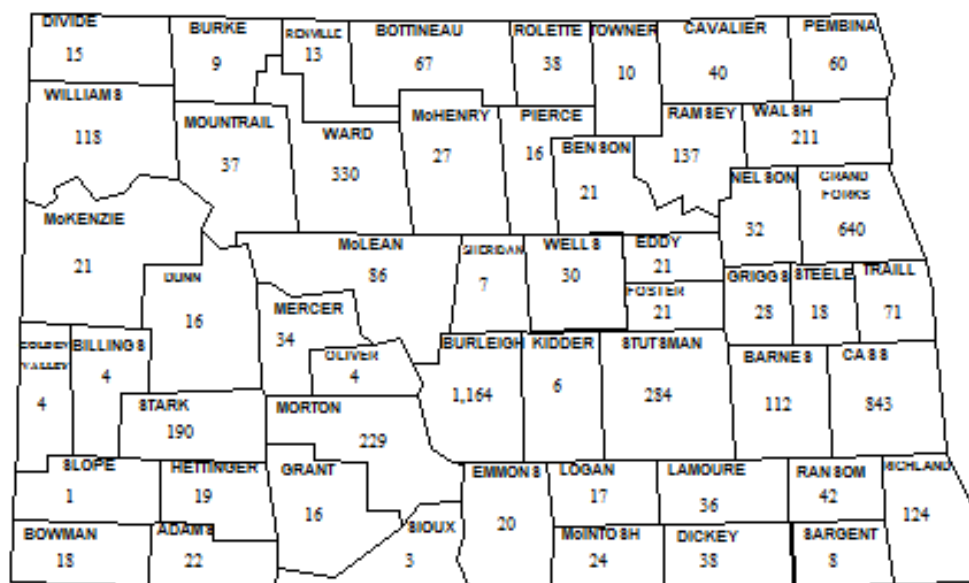 DIVIDE
15
BURKE
9
RENVILLE
13
BOTTINEAU
67
ROLETTE
38
TOWNER
10
CAVALIER
40
PEMBINA
60
WILLIAMS
118
MOUNTRAIL
37
WARD
330
McHENRY
27
PIERCE
16
BENSON
21
RAMSEY
137
WALSH
211
NELSON
32
GRAND
FORKS
640
McKENZIE
21
DUNN
16
McLEAN
86
SHERIDAN
7
WELLS
30
EDDY
21
FOSTER
21
GRIGGS
28
STEELE
18
TRAILL
71
MERCER
34
OLIVER
4
GOLDEN
VALLEY
4
BILLINGS
4
BURLEIGH
1,164
KIDDER
6
STUTSMAN
284
BARNES
112
CASS
843
STARK
190
MORTON
229
SLOPE
1
HETTINGER
19
GRANT
16
EMMONS
20
LOGAN
17
LAMOURE
36
RANSOM
42
RICHLAND
124
BOWMAN
18
ADAMS
22
SIOUX
3
McINTOSH
24
DICKEY
38
SARGENT
8